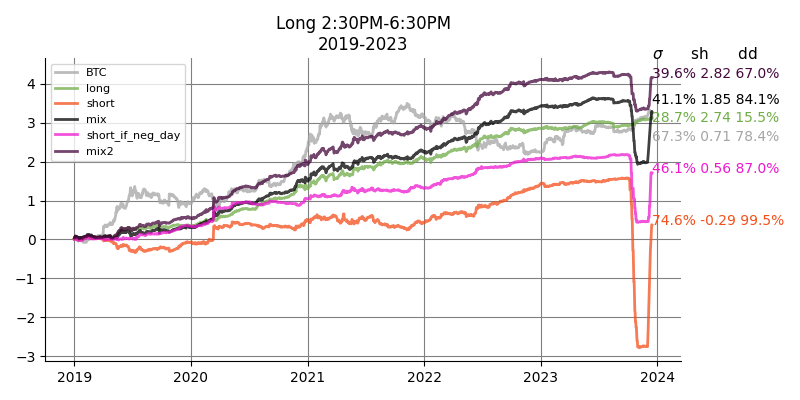 Long 2:30PM-6:30PM
2019-2023
σ sh dd
BTC
long
short
mix
short_if_neg_day
mix2
39.6% 2.82 67.0%
41.1% 1.85 84.1%
28.7% 2.74 15.5%
67.3% 0.71 78.4%
46.1% 0.56 87.0%
74.6% -0.29 99.5%
4
3
2
1
0
−1
−2
−3
2019 2020 2021 2022 2023 2024